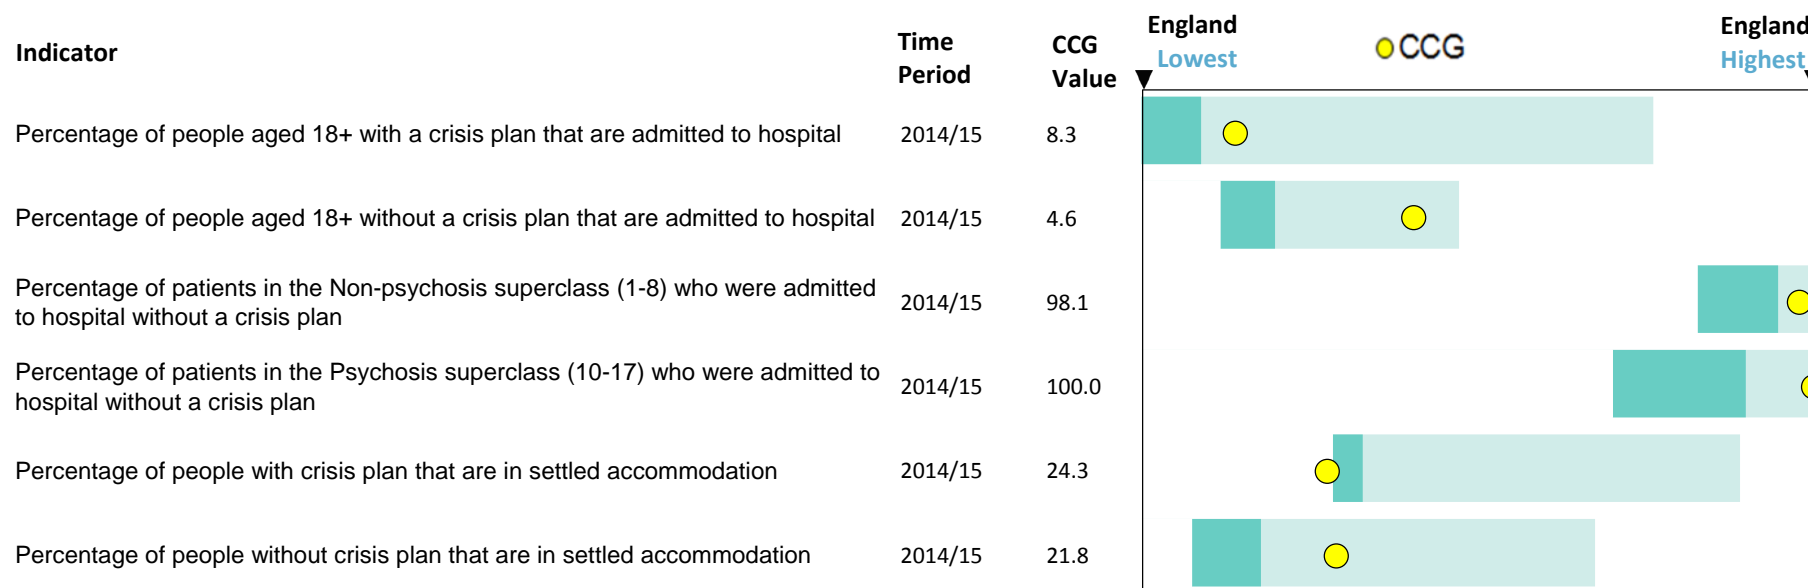 Indicator
Time
Period
CCG
Value
England
Lowest
CCG
England
Highest
Percentage of people aged 18+ with a crisis plan that are admitted to hospital 2014/15 8.3
Percentage of people aged 18+ without a crisis plan that are admitted to hospital 2014/15 4.6
Percentage of patients in the Non-psychosis superclass (1-8) who were admitted
to hospital without a crisis plan
2014/15 98.1
Percentage of patients in the Psychosis superclass (10-17) who were admitted to
hospital without a crisis plan
2014/15 100.0
Percentage of people with crisis plan that are in settled accommodation 2014/15 24.3
Percentage of people without crisis plan that are in settled accommodation 2014/15 21.8